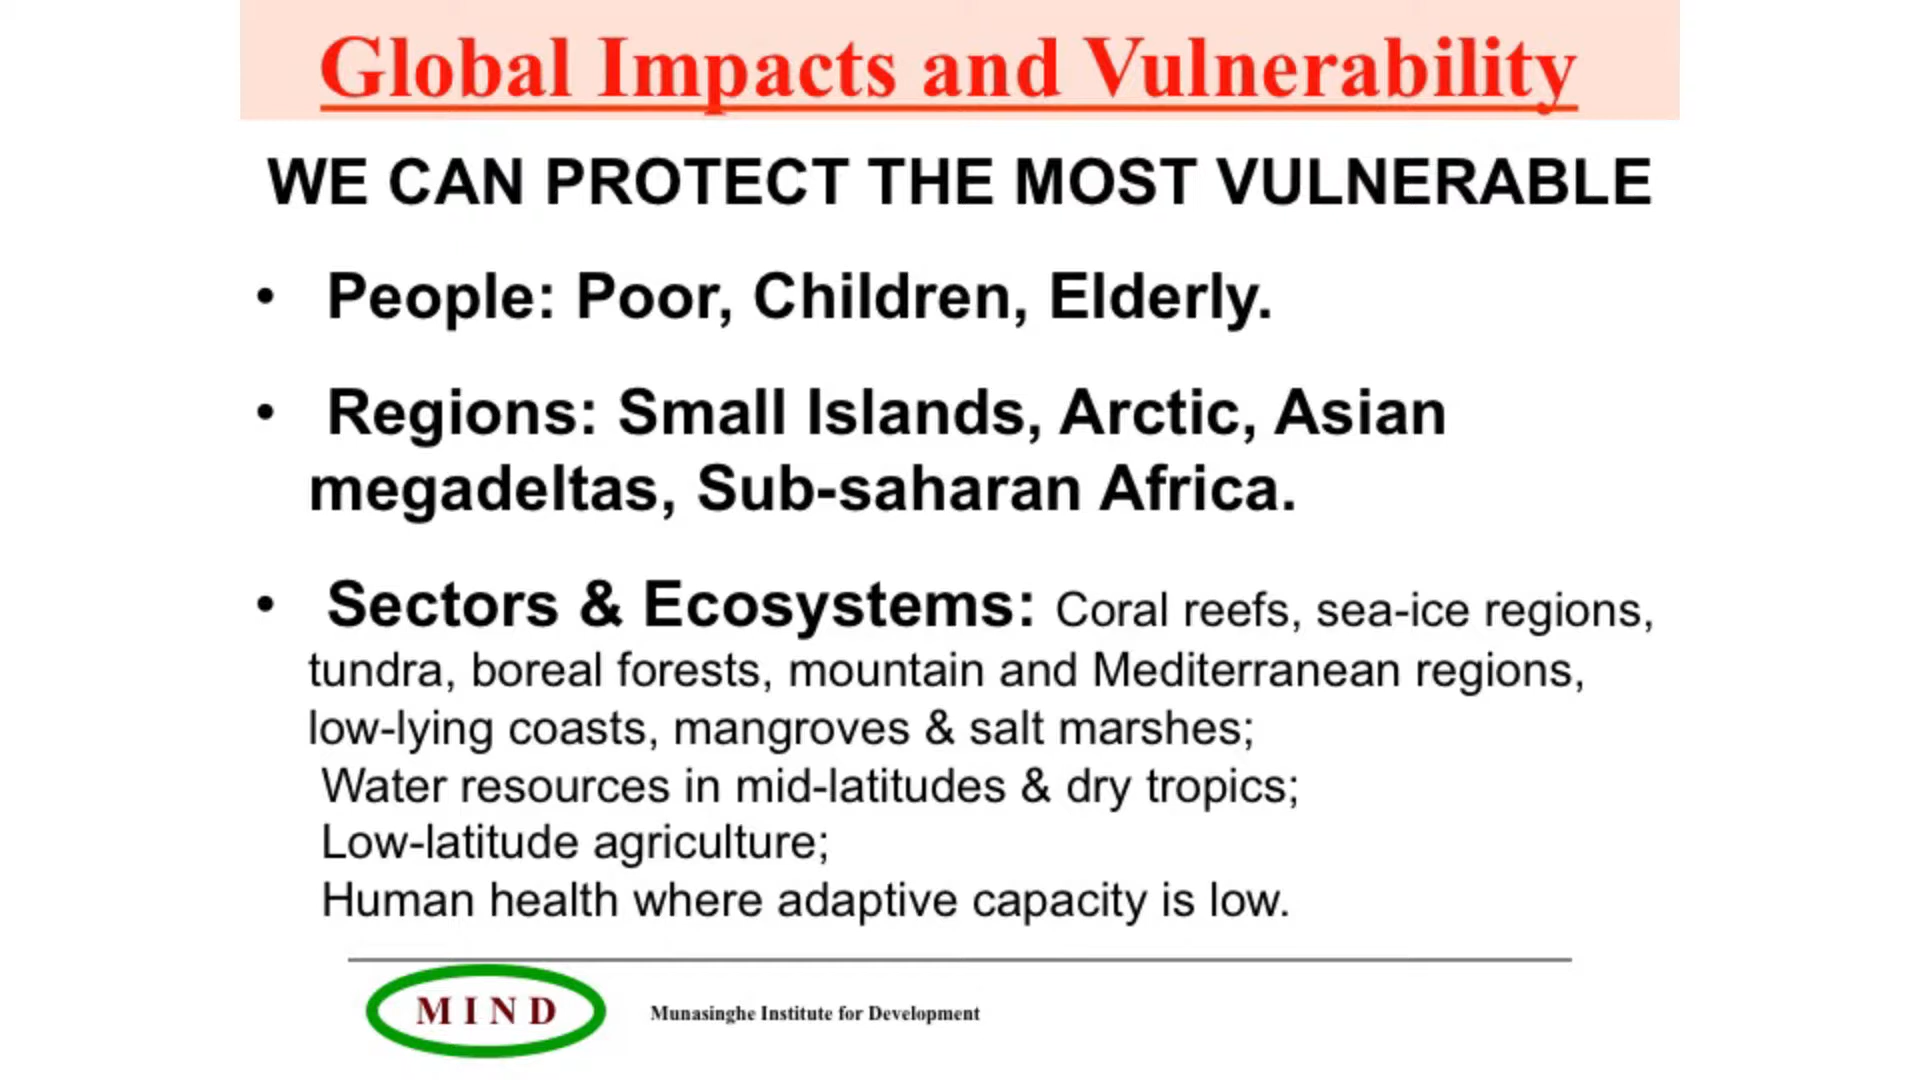 Global Impacts and Vulnerability
WE CAN PROTECT THE MOST VULNERABLE
• People: Poor, Children, Elderly.
• Regions: Small Islands, Arctic, Asian
megadeltas, Sub-saharan Africa.
• Sectors & Ecosystems: Coral reefs, sea-ice regions,
tundra, boreal forests, mountain and Mediterranean regions,
low-lying coasts, mangroves & salt marshes;
Water resources in mid-latitudes & dry tropics;
Low-latitude agriculture;
Human health where adaptive capacity is low.
M I N D
Munasinghe Institute for Development